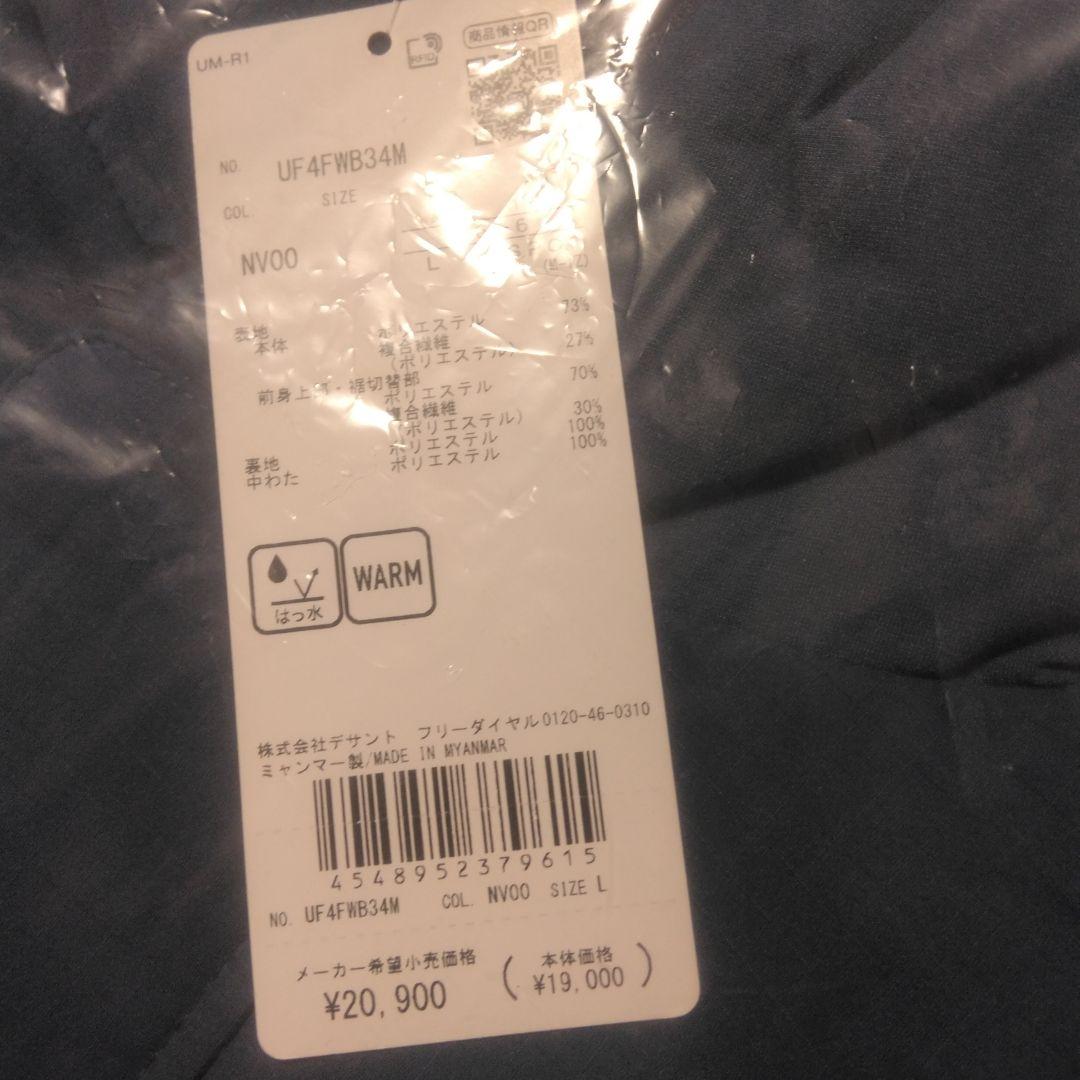 UM-R1
RFID
商品情報QR
NO. UF4FWB34M
COL. SIZE
NV00 L
6
(M-XZ)
表地
本体 ポリエステル 73%
複合繊維 27%
(ポリエステル)
前身上部・裾切替部
ポリエステル 70%
複合繊維 30%
(ポリエステル)
裏地 ポリエステル 100%
中わた ポリエステル 100%
はっ水
WARM
株式会社デサント フリーダイヤル0120-46-0310
ミャンマー製/MADE IN MYANMAR
4548952379615
NO. UF4FWB34M COL. NV00 SIZE L
メーカー希望小売価格
¥20,900
(本体価格
¥19,000)